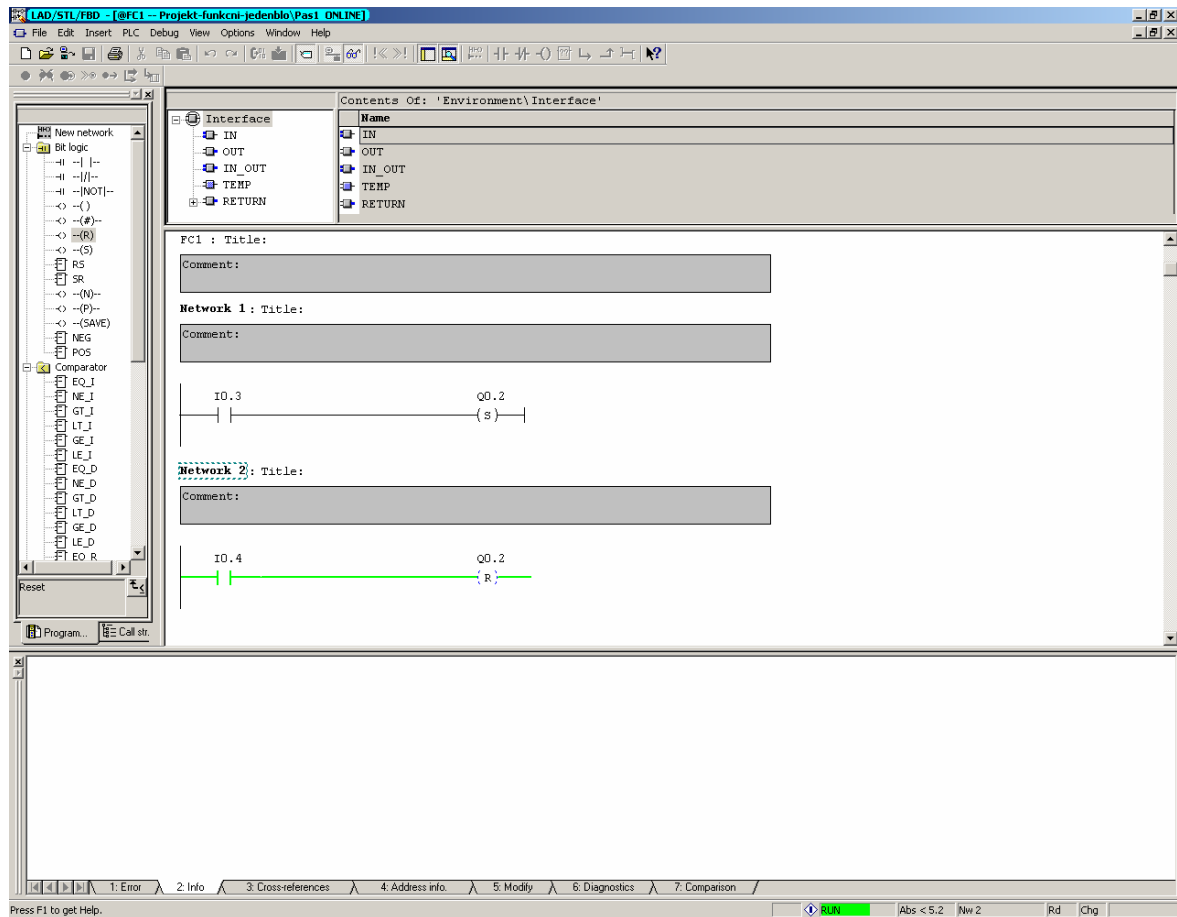 LAD/STL/FBD - [@FC1 -- Projekt-funkcni-jedenblo\Pas1 ONLINE]
File Edit Insert PLC Debug View Options Window Help
New network
Bit logic
--| |--
--|/|--
--|NOT|--
--( )
--(#)--
--(R)
--(S)
RS
SR
--(N)--
--(P)--
--(SAVE)
NEG
POS
Comparator
EQ_I
NE_I
GT_I
LT_I
GE_I
LE_I
EQ_D
NE_D
GT_D
LT_D
GE_D
LE_D
EQ_R
Reset
Program... Call str.
Interface
IN
OUT
IN_OUT
TEMP
RETURN
Contents Of: 'Environment\Interface'
Name
IN
OUT
IN_OUT
TEMP
RETURN
FC1 : Title:
Comment:
Network 1: Title:
Comment:
I0.3 Q0.2
S
Network 2: Title:
Comment:
I0.4 Q0.2
R
1: Error 2: Info 3: Cross-references 4: Address info. 5: Modify 6: Diagnostics 7: Comparison
Press F1 to get Help. RUN Abs < 5.2 Nw 2 Rd Chg